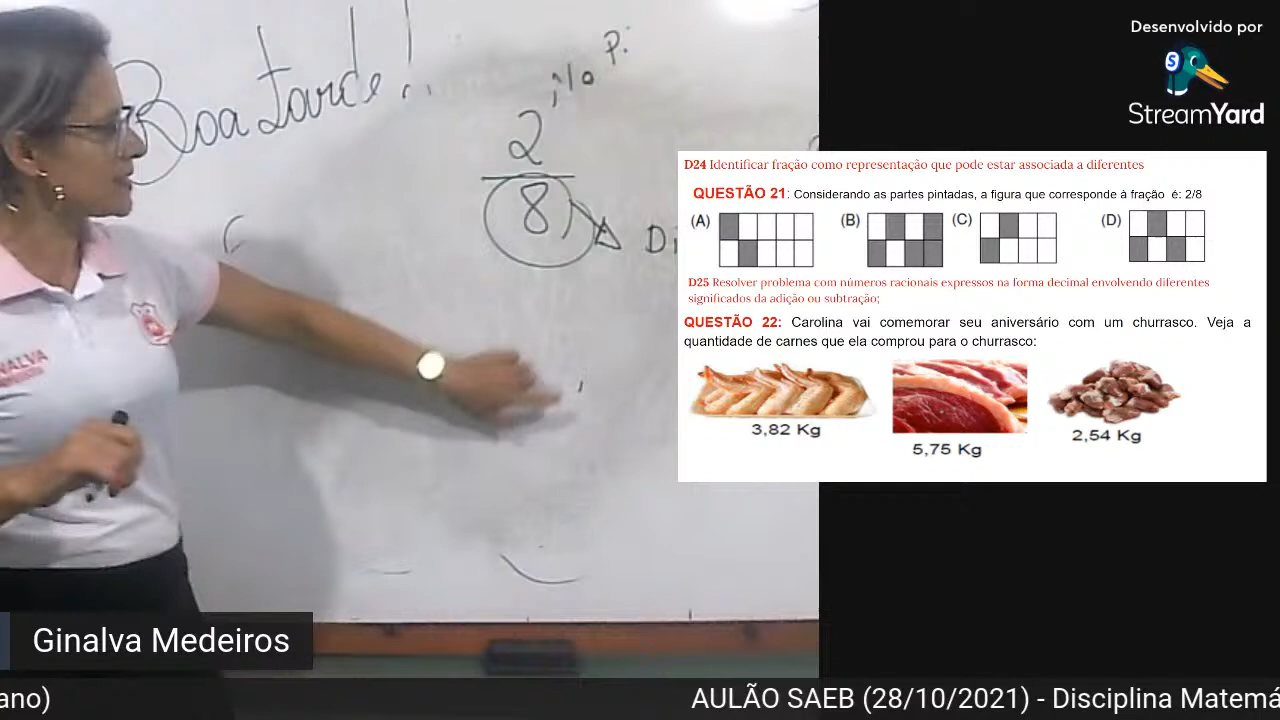 Desenvolvido por
S
StreamYard
Boa tarde!
2
8
D24 Identificar fração como representação que pode estar associada a diferentes
QUESTÃO 21: Considerando as partes pintadas, a figura que corresponde à fração é: 2/8
(A) (B) (C) (D)
D25 Resolver problema com números racionais expressos na forma decimal envolvendo diferentes
significados da adição ou subtração;
QUESTÃO 22: Carolina vai comemorar seu aniversário com um churrasco. Veja a
quantidade de carnes que ela comprou para o churrasco:
3,82 Kg
5,75 Kg
2,54 Kg
Ginalva Medeiros
ano)
AULÃO SAEB (28/10/2021) - Disciplina Matemá